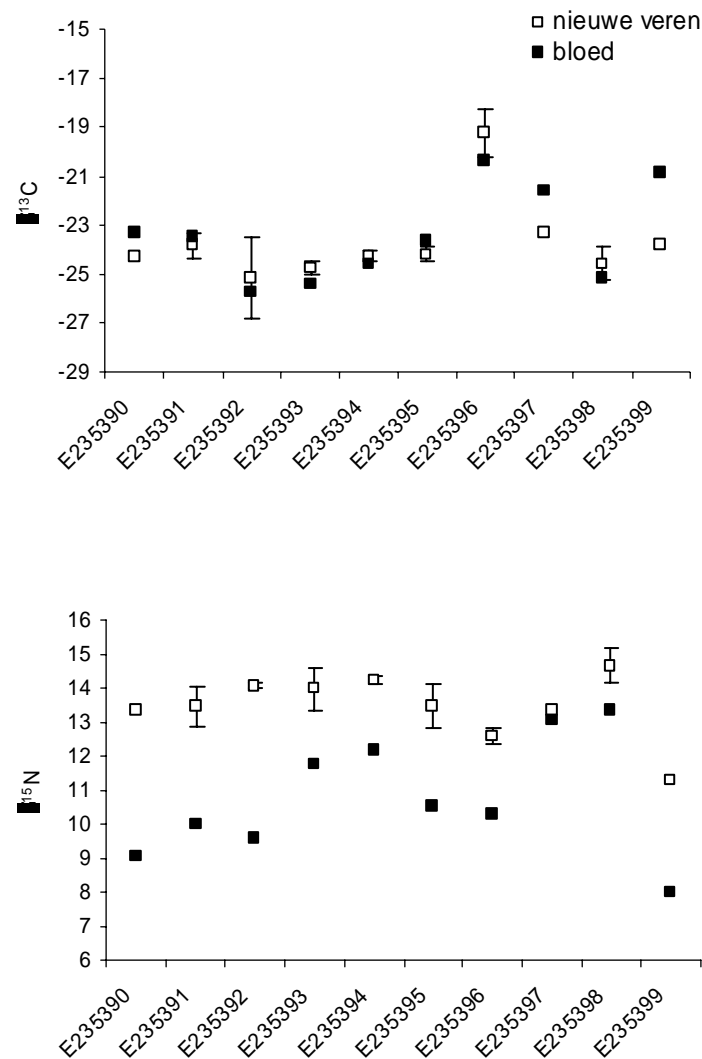 nieuwe veren
bloed
-15
-17
-19
-21
-23
-25
-27
-29
¹³C
E235390
E235391
E235392
E235393
E235394
E235395
E235396
E235397
E235398
E235399
16
15
14
13
12
11
10
9
8
7
6
¹⁵N
E235390
E235391
E235392
E235393
E235394
E235395
E235396
E235397
E235398
E235399